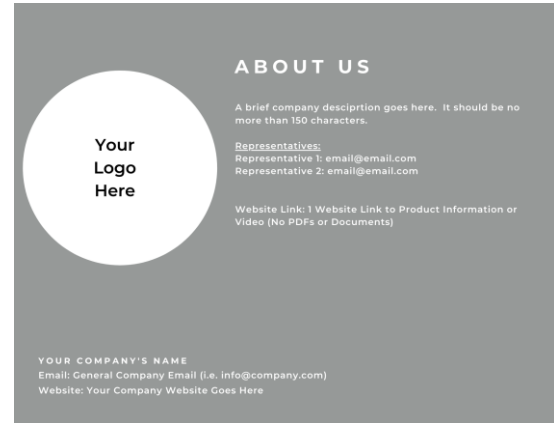 Your
Logo
Here
ABOUT US
A brief company desciprtion goes here. It should be no
more than 150 characters.
Representatives:
Representative 1: email@email.com
Representative 2: email@email.com
Website Link: 1 Website Link to Product Information or
Video (No PDFs or Documents)
YOUR COMPANY'S NAME
Email: General Company Email (i.e. info@company.com)
Website: Your Company Website Goes Here